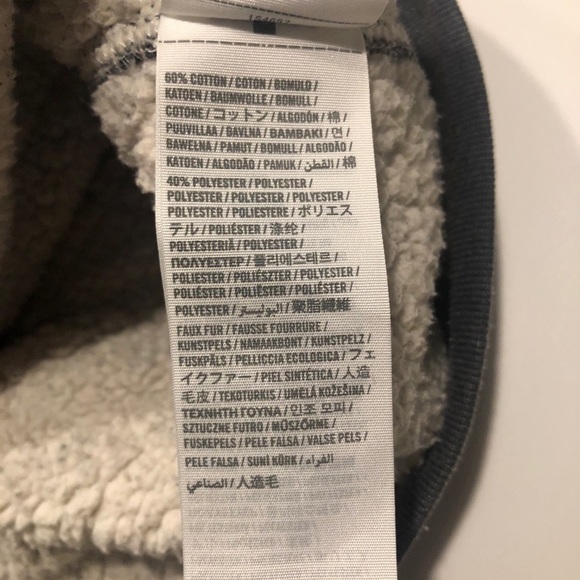 60% COTTON / COTON / BOMULD /
KATOEN / BAUMWOLLE / BOMULL /
COTONE / コットン / ALGODÓN / 棉 /
PUUVILLAA / BAVLNA / ΒΑΜΒΑΚΙ / 면 /
BAWEŁNA / PAMUT / BOMULL / ALGODÃO /
KATOEN / ALGODÃO / PAMUK / القطن / 棉
40% POLYESTER / POLYESTER /
POLYESTER / POLYESTER / POLYESTER /
POLYESTER / POLIESTERE / ポリエス
テル / POLIÉSTER / 涤纶 /
POLYESTERIÄ / POLYESTER /
ΠΟΛΥΕΣΤΕΡ / 폴리에스테르 /
POLIESTER / POLIÉSZTER / POLYESTER /
POLIÉSTER / POLYESTER / POLIÉSTER /
POLYESTER / البوليستر / 聚脂纖維
FAUX FUR / FAUSSE FOURRURE /
KUNSTPELS / NAMAAKBONT / KUNSTPELZ /
FUSKPÄLS / PELLICCIA ECOLOGICA / フェ
イクファー / PIEL SINTÉTICA / 人造
毛皮 / TEKOTURKIS / UMELÁ KOŽEŠINA /
ΤΕΧΝΗΤΗ ΓΟΥΝΑ / 인조 모피 /
SZTUCZNE FUTRO / MŰSZŐRME /
FUSKEPELS / PELE FALSA / VALSE PELS /
PELE FALSA / SUNİ KÜRK / الفراء
الصناعي / 人造毛